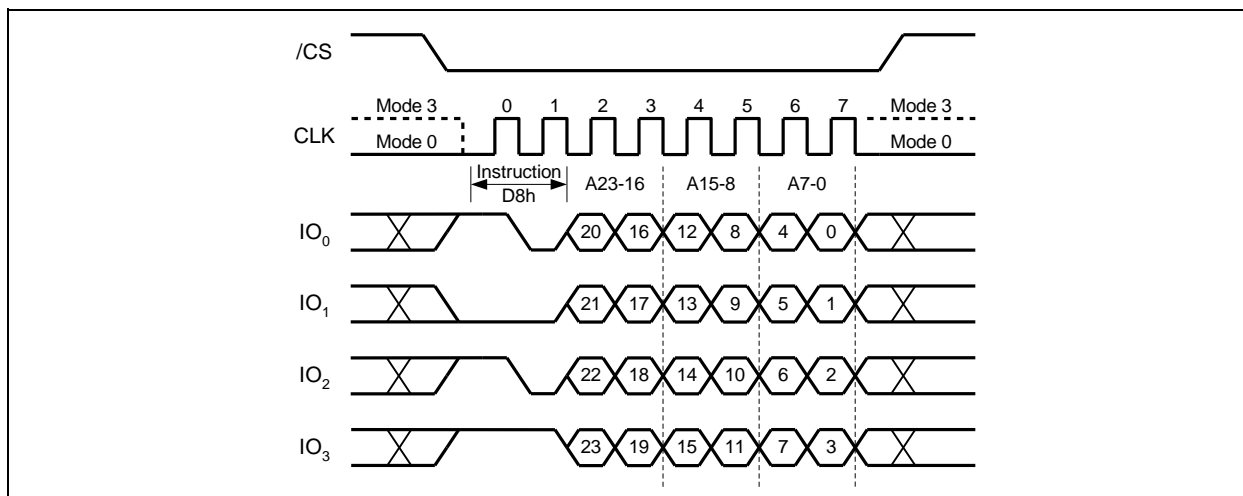 /CS
Mode 3 0 1 2 3 4 5 6 7 Mode 3
CLK
Mode 0 Mode 0
Instruction A23-16 A15-8 A7-0
D8h
IO0 20 16 12 8 4 0
IO1 21 17 13 9 5 1
IO2 22 18 14 10 6 2
IO3 23 19 15 11 7 3